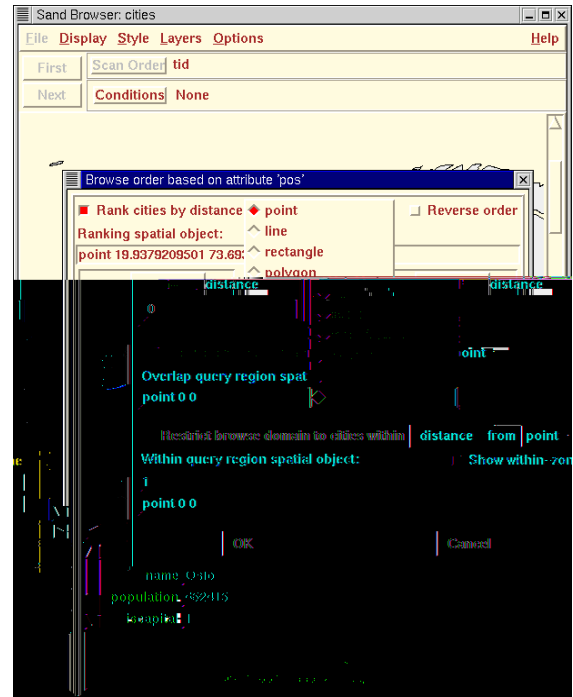 Sand Browser: cities
File Display Style Layers Options Help
First Scan Order tid
Next Conditions None
Browse order based on attribute 'pos'
Rank cities by distance point Reverse order
line
Ranking spatial object:
rectangle
point 19.9379209501 73.693
polygon
distance distance
0
point
Overlap query region spat
point 0 0
Restrict browse domain to cities within distance from point
Within query region spatial object: Show within-zon
point 0 0
OK Cancel
name Oslo
population 452415
iscapital 1